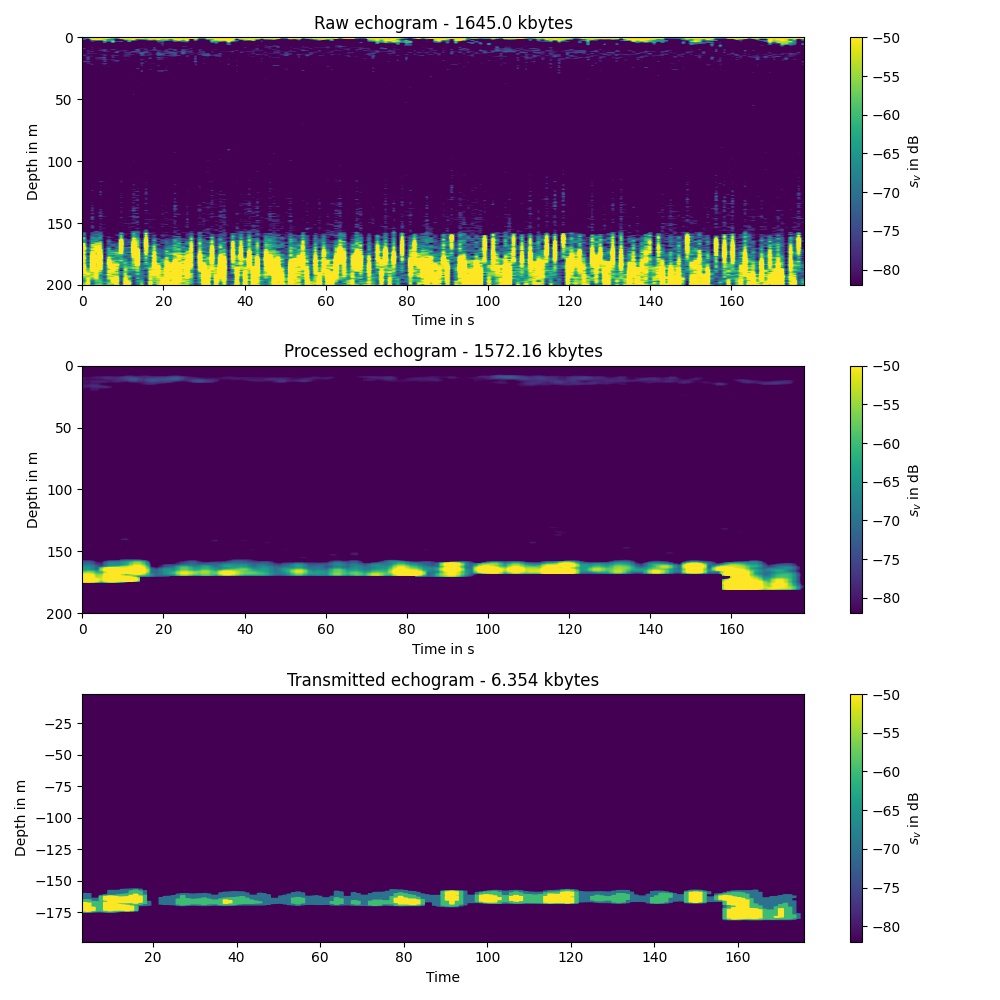 Raw echogram - 1645.0 kbytes
0
50
100
150
200
Depth in m
0 20 40 60 80 100 120 140 160
Time in s
−50
−55
−60
−65
−70
−75
−80
sv in dB
Processed echogram - 1572.16 kbytes
0
50
100
150
200
Depth in m
0 20 40 60 80 100 120 140 160
Time in s
−50
−55
−60
−65
−70
−75
−80
sv in dB
Transmitted echogram - 6.354 kbytes
−25
−50
−75
−100
−125
−150
−175
Depth in m
20 40 60 80 100 120 140 160
Time
−50
−55
−60
−65
−70
−75
−80
sv in dB